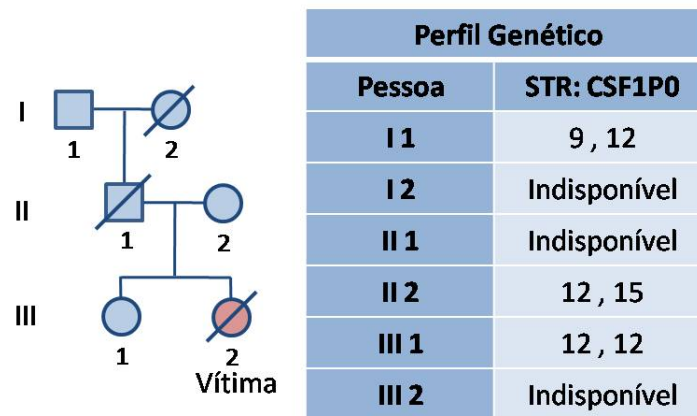 Perfil Genético
Pessoa STR: CSF1P0
I 1 9 , 12
I 2 Indisponível
II 1 Indisponível
II 2 12 , 15
III 1 12 , 12
III 2 Indisponível
I
1 2
II
1 2
III
1 2
Vítima